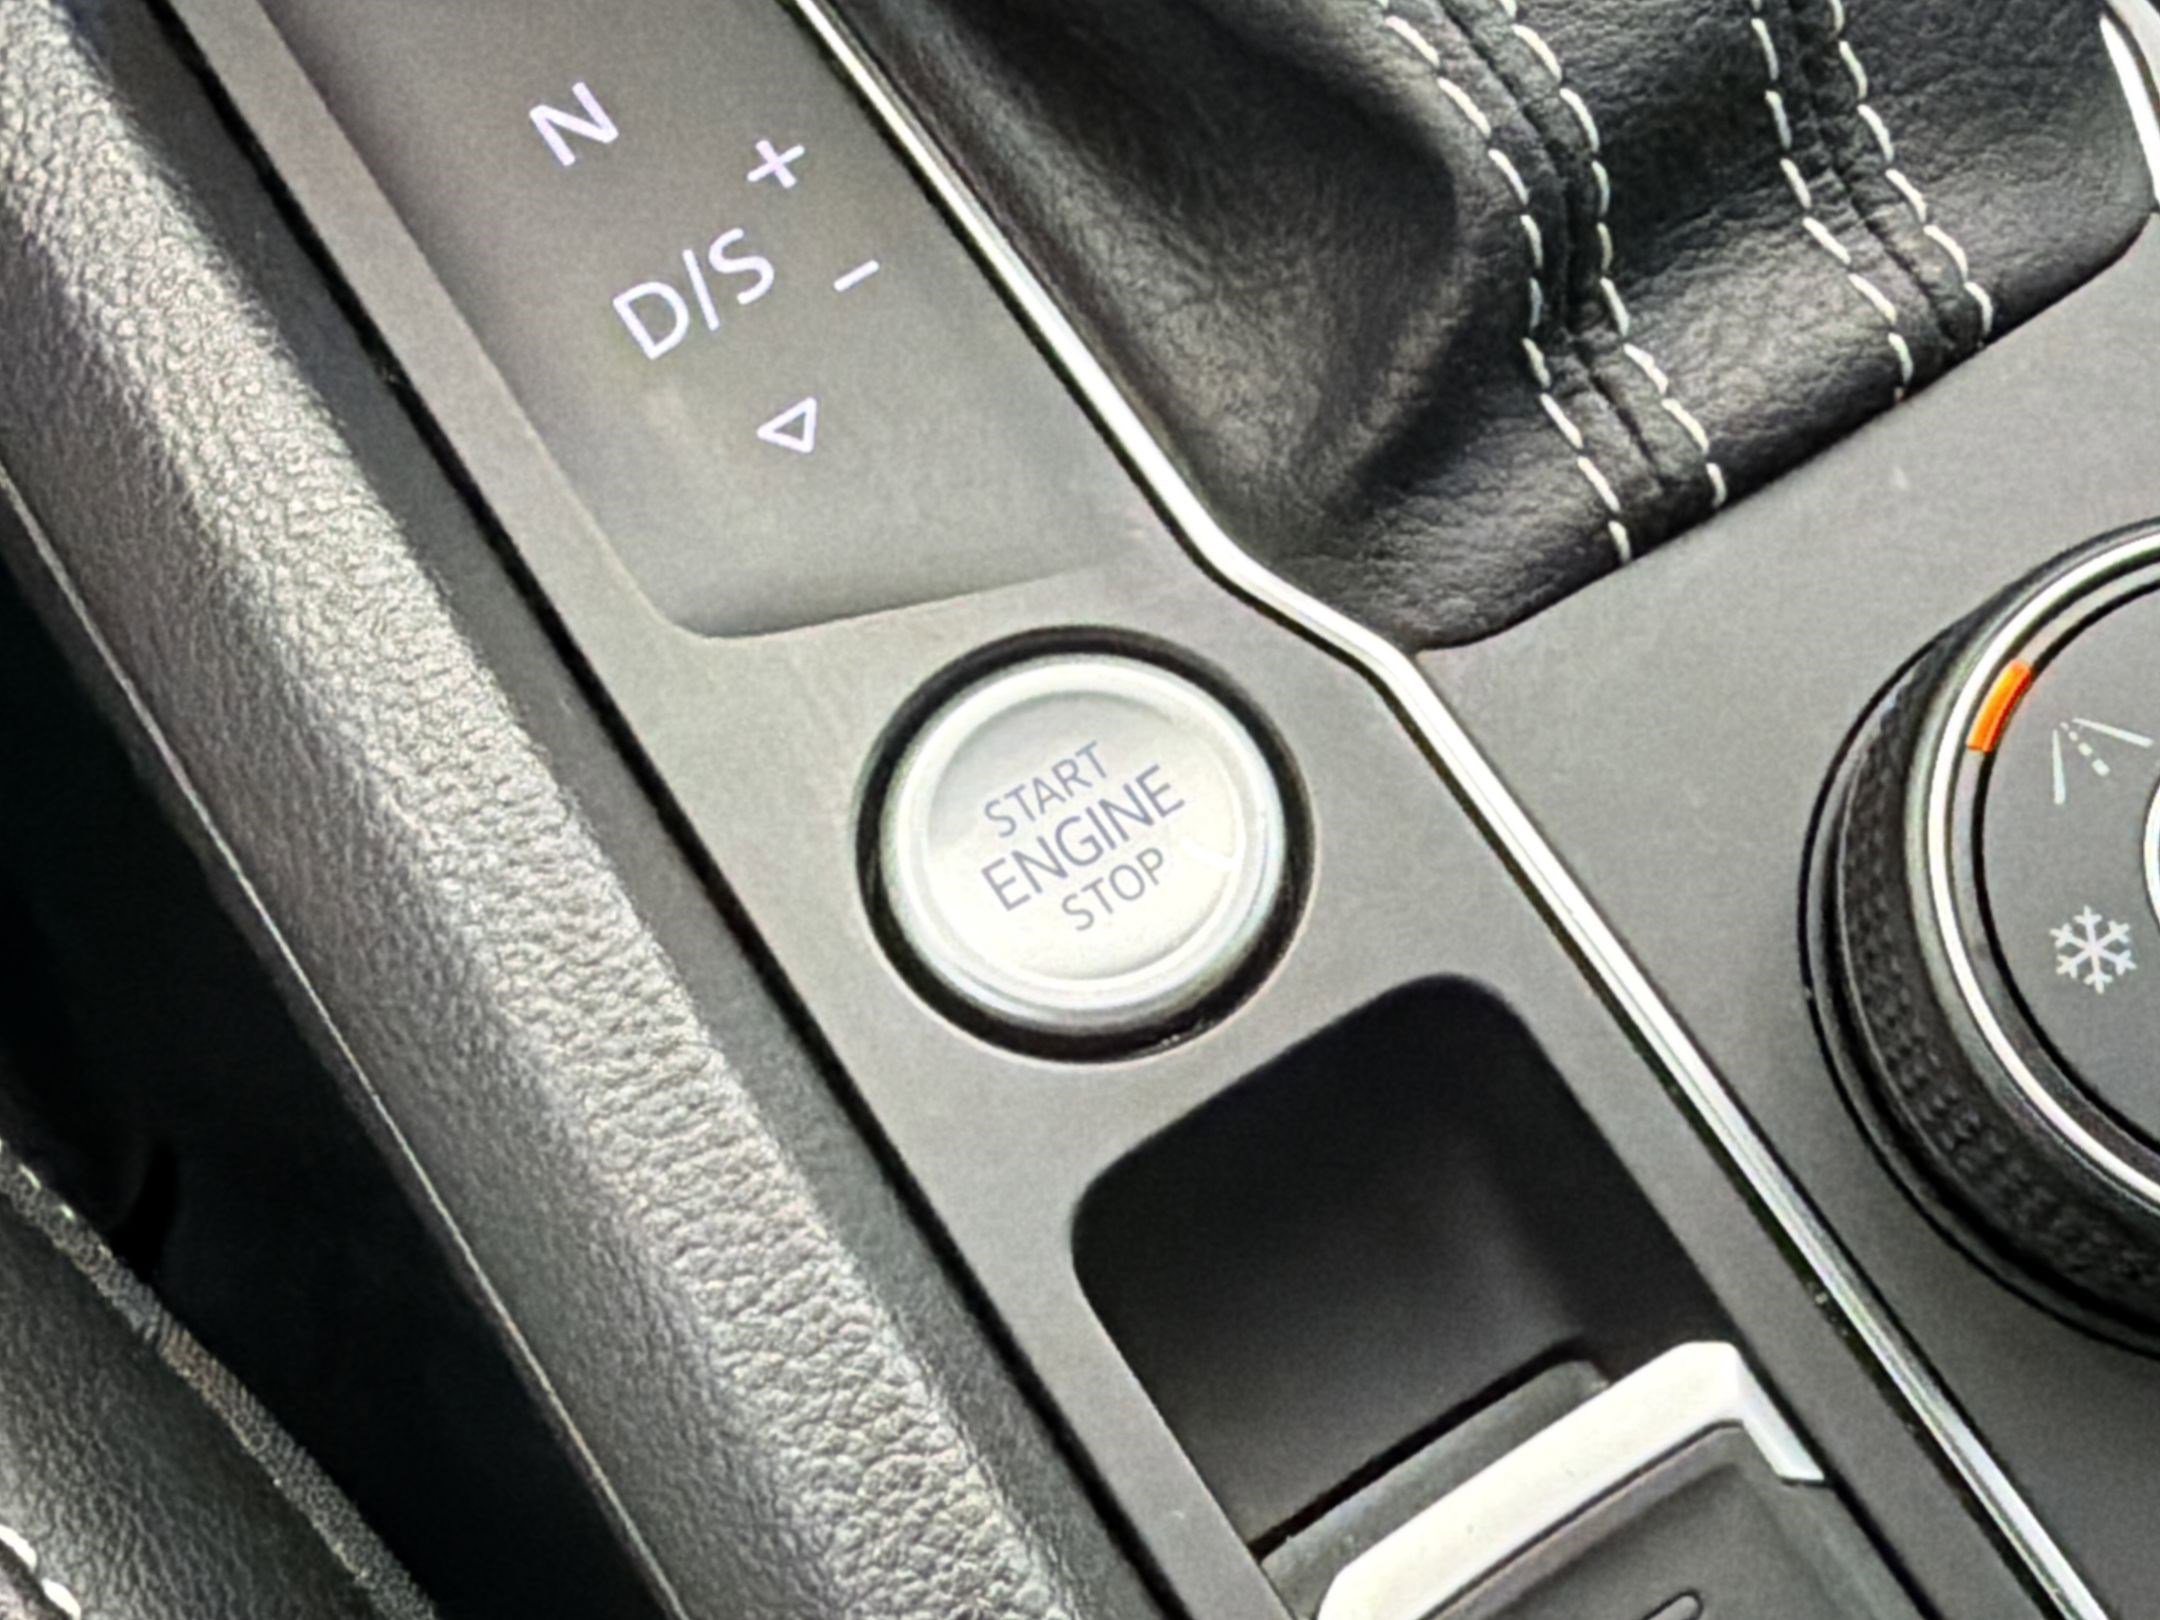 N
+
D/S
−
START
ENGINE
STOP